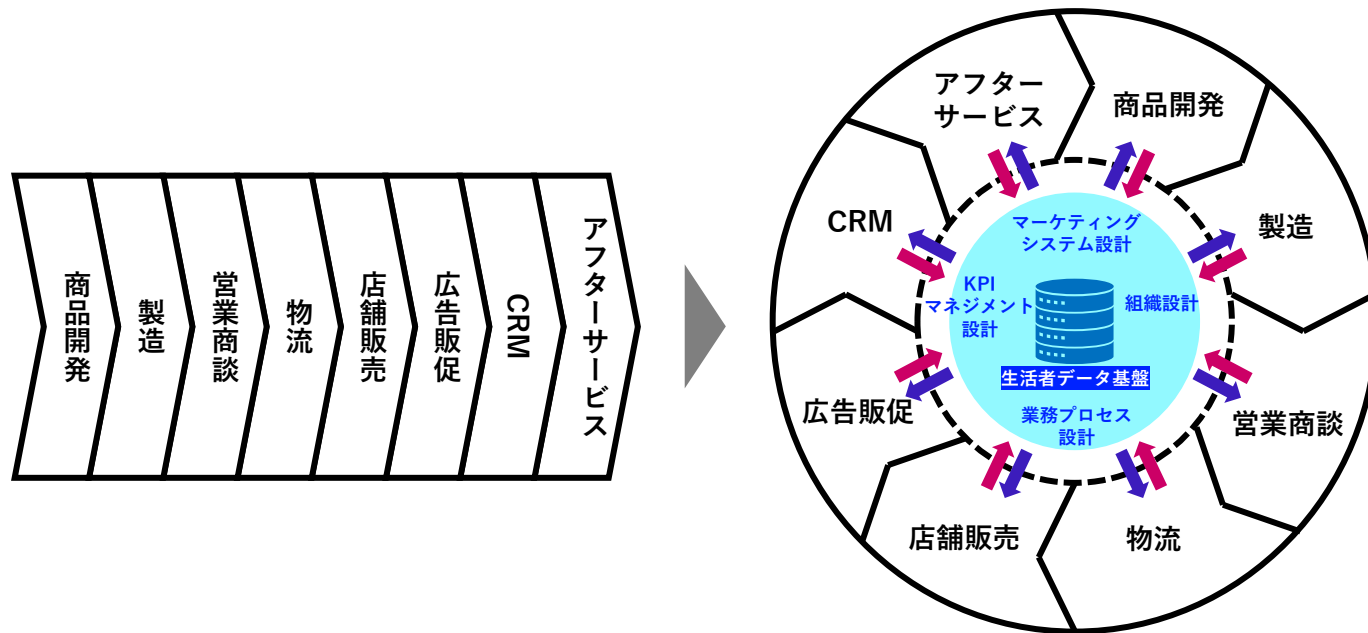 商品開発
製造
営業商談
物流
店舗販売
広告販促
CRM
アフターサービス
アフター
サービス
商品開発
CRM
製造
広告販促
営業商談
店舗販売
物流
マーケティング
システム設計
KPI
マネジメント
設計
組織設計
生活者データ基盤
業務プロセス
設計